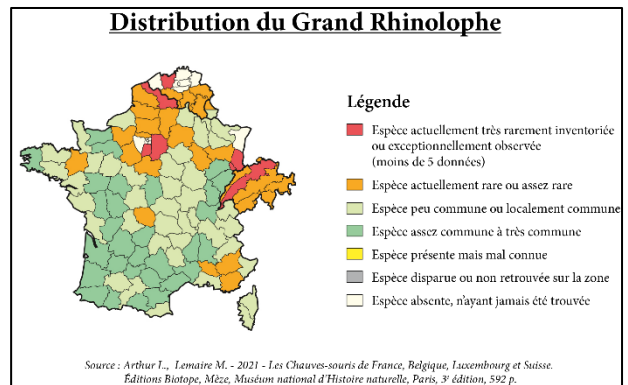 Distribution du Grand Rhinolophe
Légende
Espèce actuellement très rarement inventoriée
ou exceptionnellement observée
(moins de 5 données)
Espèce actuellement rare ou assez rare
Espèce peu commune ou localement commune
Espèce assez commune à très commune
Espèce présente mais mal connue
Espèce disparue ou non retrouvée sur la zone
Espèce absente, n'ayant jamais été trouvée
Source : Arthur L., Lemaire M. - 2021 - Les Chauves-souris de France, Belgique, Luxembourg et Suisse.
Éditions Biotope, Mèze, Muséum national d'Histoire naturelle, Paris, 3e édition, 592 p.